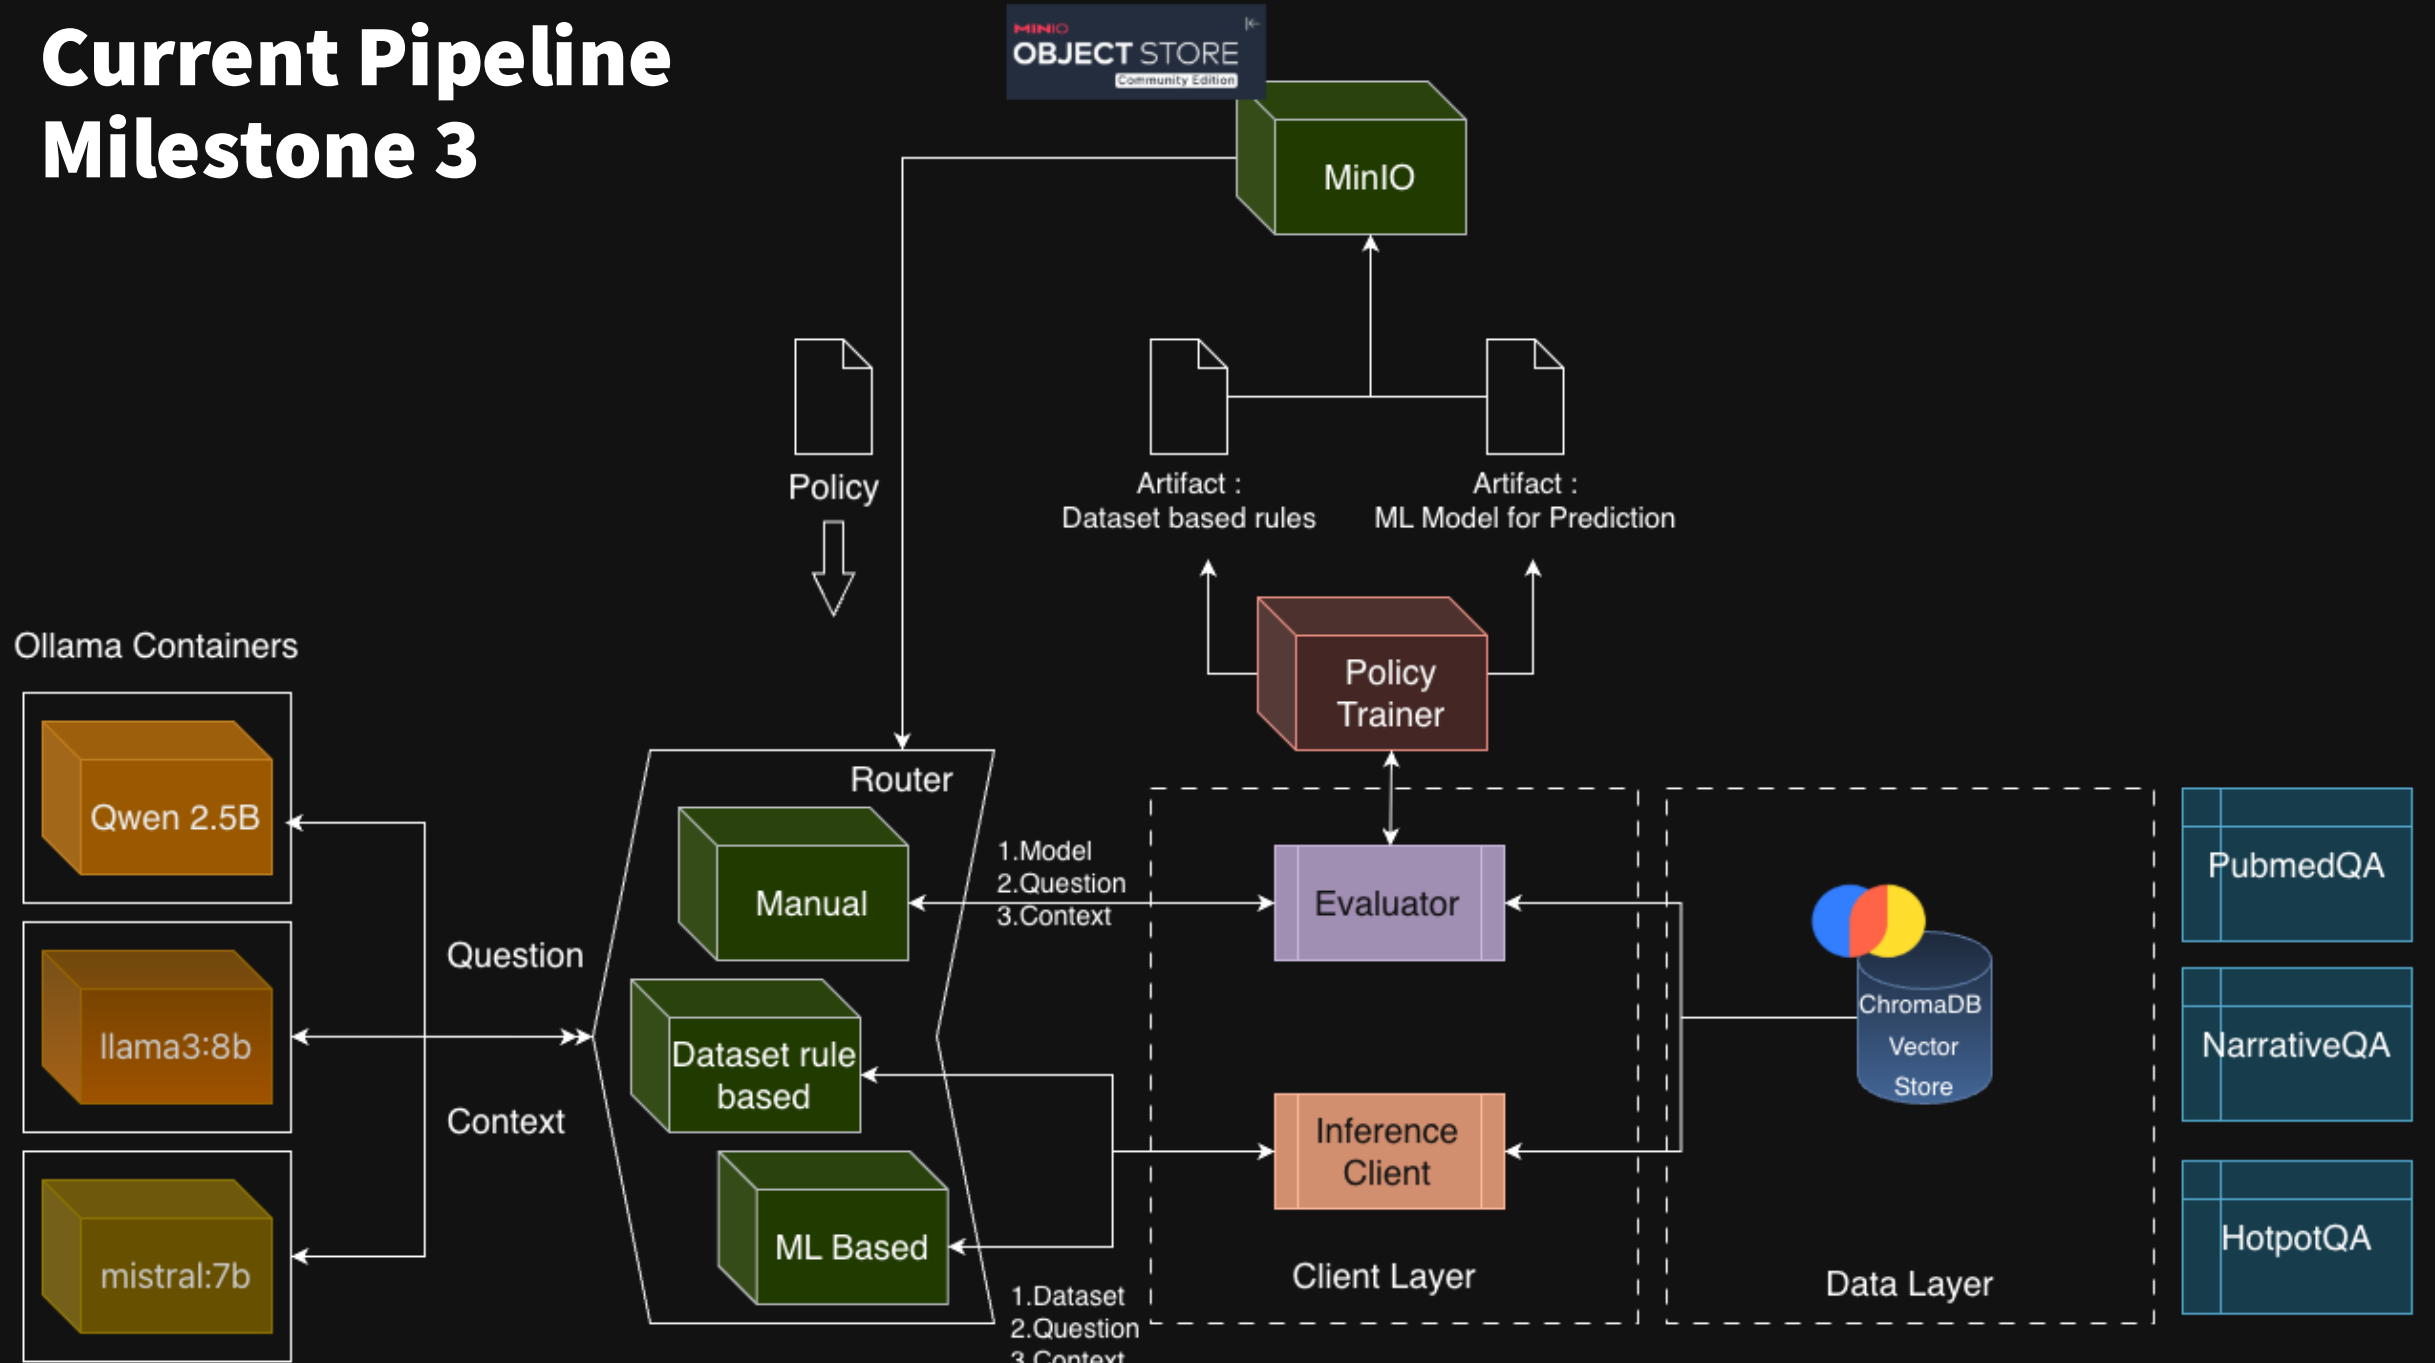 Current Pipeline
Milestone 3
MINIO
OBJECT STORE
Community Edition
MinIO
Policy
Artifact :
Dataset based rules
Artifact :
ML Model for Prediction
Policy
Trainer
Ollama Containers
Qwen 2.5B
llama3:8b
mistral:7b
Question
Context
Router
Manual
Dataset rule
based
ML Based
1.Model
2.Question
3.Context
1.Dataset
2.Question
3.Context
Evaluator
Inference
Client
Client Layer
ChromaDB
Vector
Store
Data Layer
PubmedQA
NarrativeQA
HotpotQA